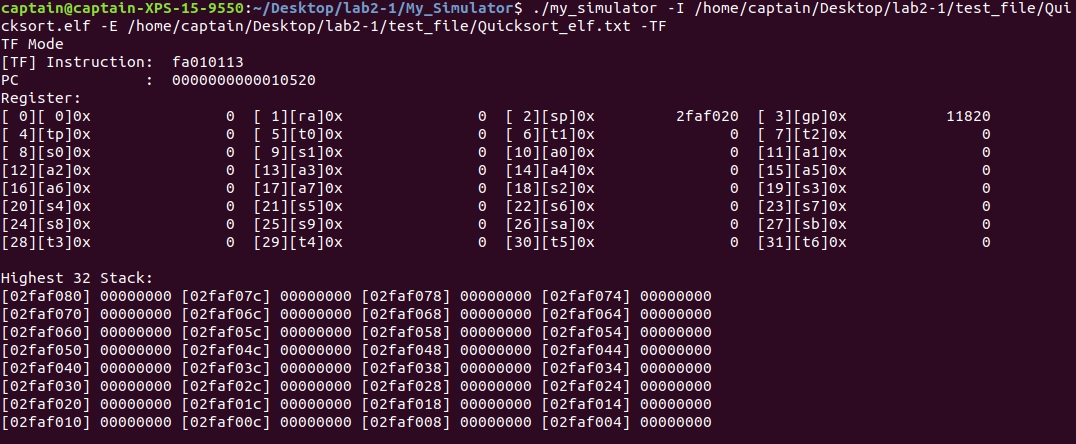 captain@captain-XPS-15-9550:~/Desktop/lab2-1/My_Simulator$ ./my_simulator -I /home/captain/Desktop/lab2-1/test_file/Qui
cksort.elf -E /home/captain/Desktop/lab2-1/test_file/Quicksort_elf.txt -TF
TF Mode
[TF] Instruction:  fa010113
PC               :  0000000000010520
Register:
[ 0][ 0]0x               0  [ 1][ra]0x               0  [ 2][sp]0x         2faf020  [ 3][gp]0x           11820
[ 4][tp]0x               0  [ 5][t0]0x               0  [ 6][t1]0x               0  [ 7][t2]0x               0
[ 8][s0]0x               0  [ 9][s1]0x               0  [10][a0]0x               0  [11][a1]0x               0
[12][a2]0x               0  [13][a3]0x               0  [14][a4]0x               0  [15][a5]0x               0
[16][a6]0x               0  [17][a7]0x               0  [18][s2]0x               0  [19][s3]0x               0
[20][s4]0x               0  [21][s5]0x               0  [22][s6]0x               0  [23][s7]0x               0
[24][s8]0x               0  [25][s9]0x               0  [26][sa]0x               0  [27][sb]0x               0
[28][t3]0x               0  [29][t4]0x               0  [30][t5]0x               0  [31][t6]0x               0
Highest 32 Stack:
[02faf080] 00000000 [02faf07c] 00000000 [02faf078] 00000000 [02faf074] 00000000
[02faf070] 00000000 [02faf06c] 00000000 [02faf068] 00000000 [02faf064] 00000000
[02faf060] 00000000 [02faf05c] 00000000 [02faf058] 00000000 [02faf054] 00000000
[02faf050] 00000000 [02faf04c] 00000000 [02faf048] 00000000 [02faf044] 00000000
[02faf040] 00000000 [02faf03c] 00000000 [02faf038] 00000000 [02faf034] 00000000
[02faf030] 00000000 [02faf02c] 00000000 [02faf028] 00000000 [02faf024] 00000000
[02faf020] 00000000 [02faf01c] 00000000 [02faf018] 00000000 [02faf014] 00000000
[02faf010] 00000000 [02faf00c] 00000000 [02faf008] 00000000 [02faf004] 00000000